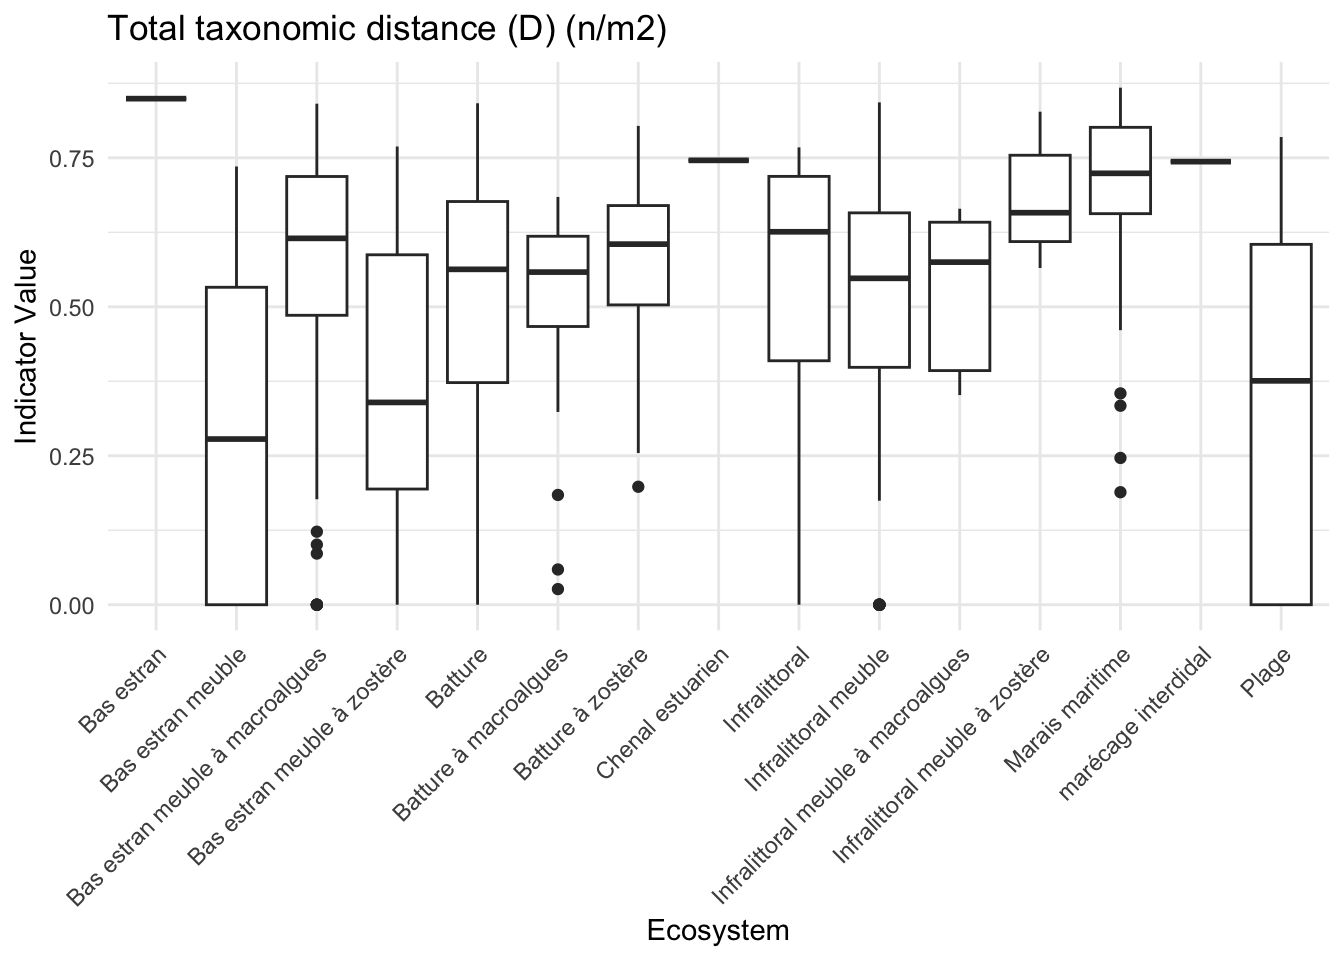 Total taxonomic distance (D) (n/m2)
Indicator Value
0.75
0.50
0.25
0.00
Bas estran
Bas estran meuble
Bas estran meuble à macroalgues
Bas estran meuble à zostère
Batture
Batture à macroalgues
Batture à zostère
Chenal estuarien
Infralittoral
Infralittoral meuble
Infralittoral meuble à macroalgues
Infralittoral meuble à zostère
Marais maritime
marécage interdidal
Plage
Ecosystem